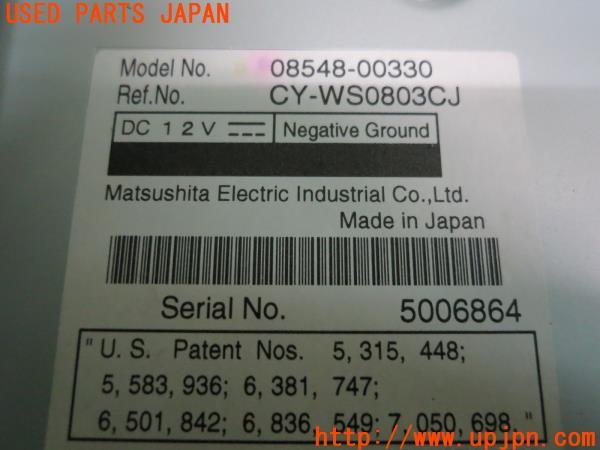 USED PARTS JAPAN
Model No. 08548-00330
Ref.No. CY-WS0803CJ
DC 12V Negative Ground
Matsushita Electric Industrial Co.,Ltd.
Made in Japan
Serial No. 5006864
"U.S. Patent Nos. 5,315,448;
5,583,936; 6,381,747;
6,501,842; 6,836,549; 7,050,698."
http://www.upjpn.com